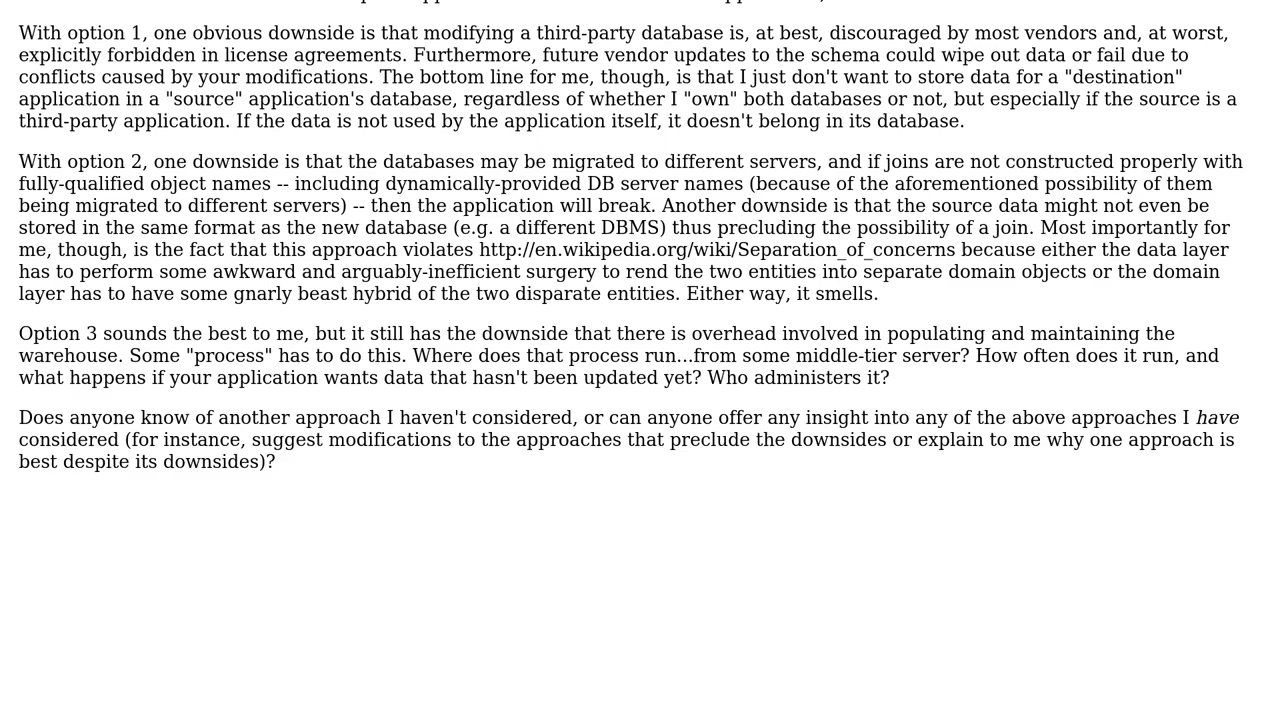 With option 1, one obvious downside is that modifying a third-party database is, at best, discouraged by most vendors and, at worst,
explicitly forbidden in license agreements. Furthermore, future vendor updates to the schema could wipe out data or fail due to
conflicts caused by your modifications. The bottom line for me, though, is that I just don't want to store data for a "destination"
application in a "source" application's database, regardless of whether I "own" both databases or not, but especially if the source is a
third-party application. If the data is not used by the application itself, it doesn't belong in its database.
With option 2, one downside is that the databases may be migrated to different servers, and if joins are not constructed properly with
fully-qualified object names -- including dynamically-provided DB server names (because of the aforementioned possibility of them
being migrated to different servers) -- then the application will break. Another downside is that the source data might not even be
stored in the same format as the new database (e.g. a different DBMS) thus precluding the possibility of a join. Most importantly for
me, though, is the fact that this approach violates http://en.wikipedia.org/wiki/Separation_of_concerns because either the data layer
has to perform some awkward and arguably-inefficient surgery to rend the two entities into separate domain objects or the domain
layer has to have some gnarly beast hybrid of the two disparate entities. Either way, it smells.
Option 3 sounds the best to me, but it still has the downside that there is overhead involved in populating and maintaining the
warehouse. Some "process" has to do this. Where does that process run...from some middle-tier server? How often does it run, and
what happens if your application wants data that hasn't been updated yet? Who administers it?
Does anyone know of another approach I haven't considered, or can anyone offer any insight into any of the above approaches I have
considered (for instance, suggest modifications to the approaches that preclude the downsides or explain to me why one approach is
best despite its downsides)?